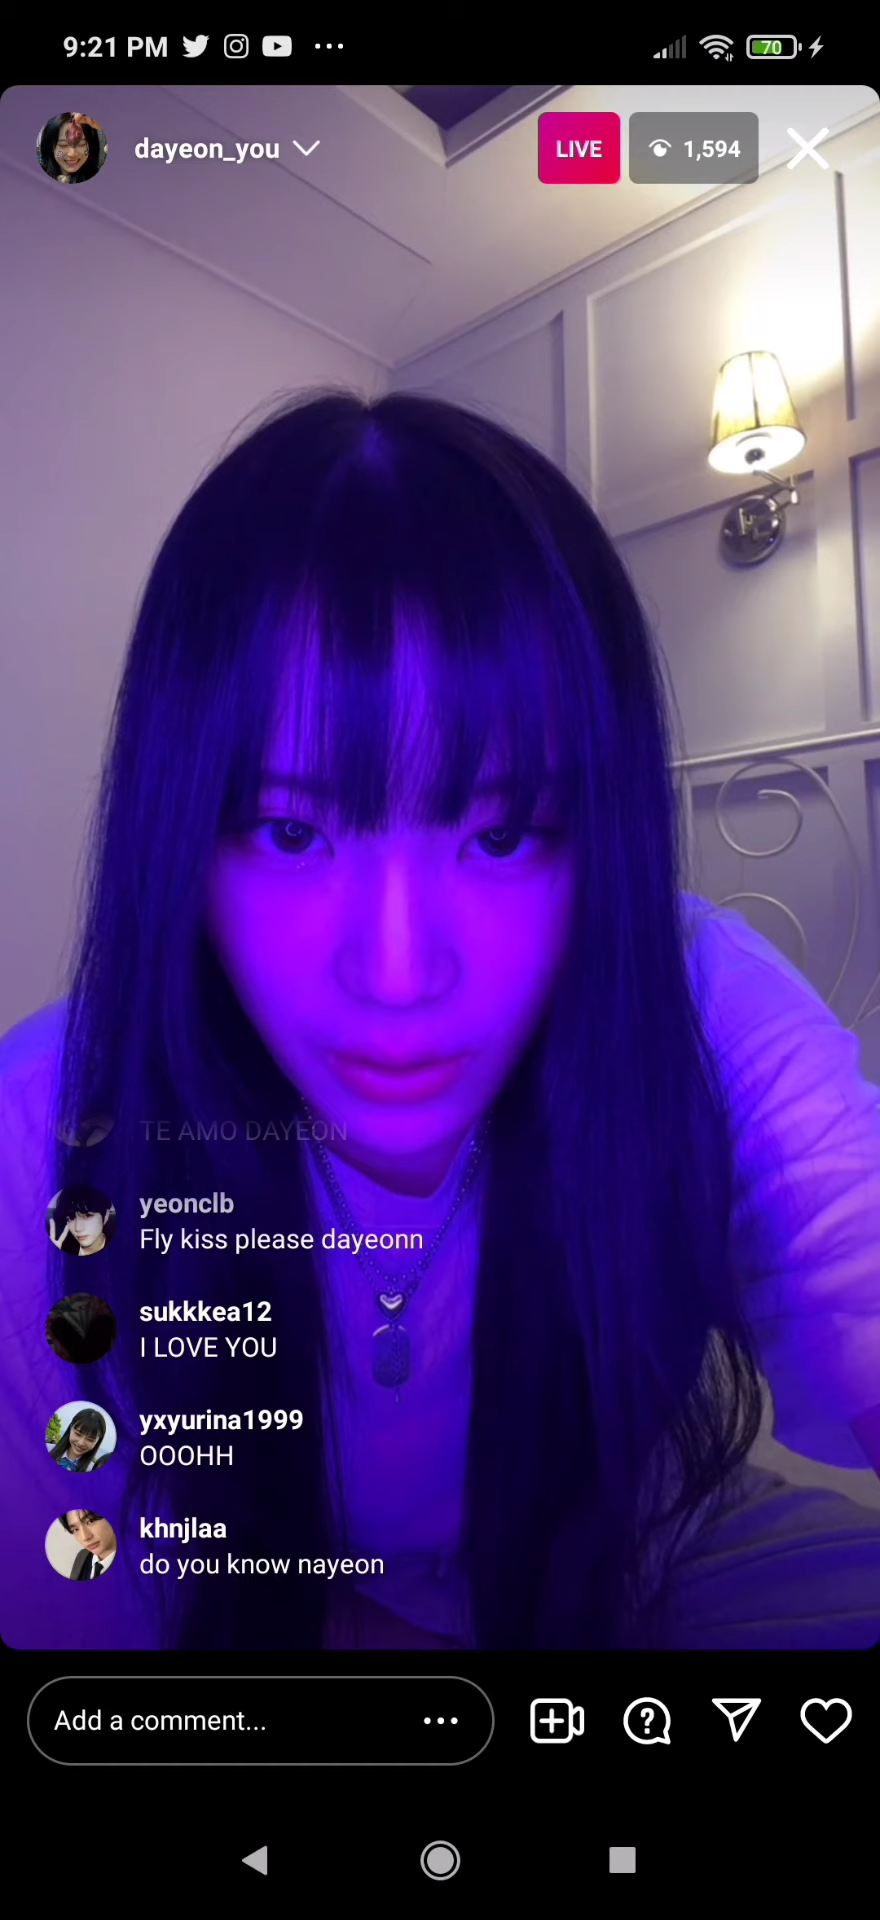 9:21 PM
70
dayeon_you
LIVE
1,594
TE AMO DAYEON
yeonclb
Fly kiss please dayeonn
sukkkea12
I LOVE YOU
yxyurina1999
OOOHH
khnjlaa
do you know nayeon
Add a comment...